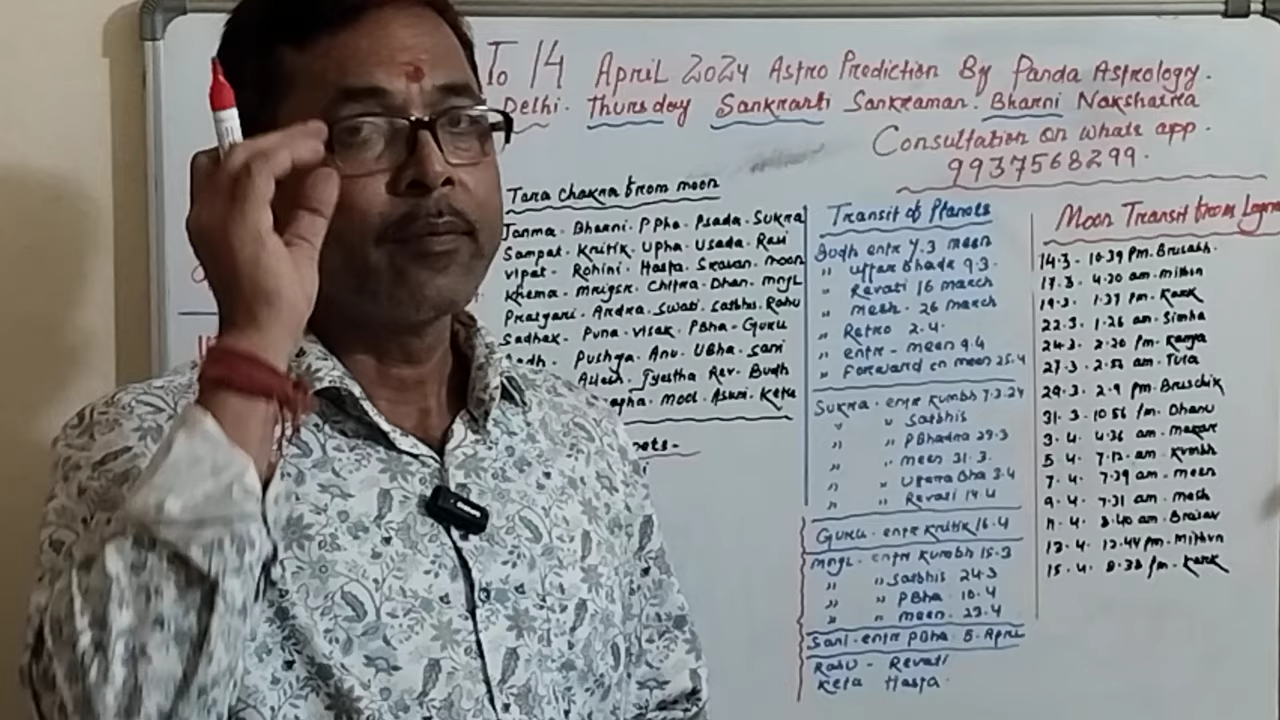 To 14 April 2024 Astro Prediction By Panda Astrology.
Delhi. Thursday Sankranti Sankraman. Bharni Nakshatra
Consultation on whats app.
9937568299.
Tara chakra from moon
Janma - Bharni - P Pha - Psada - Sukra
Sampat - Kritik - Upha - Usada - Ravi
Vipat - Rohini - Hasta - Sravan - moon
Khema - Mrigsr - Chitra - Dhan - mngl
Pratyari - Ardra - Swati - Satbhis - Rahu
Sadhak - Puna - Visak - PBha - Guru
Badh - Pushya - Anu - UBha - Sani
Aslesh - Jyestha Rev - Budh
Mool - Asuni - Ketu
Transit of Planets
Budh entr 7.3 meen
" Uttar Bhada 9.3
" Revati 16 march
" mesh - 26 march
" Retro 2.4
" entre - meen 9.4
" Forward in meen 25.4
Sukra - entr Kumbh 7.3.24
" " Satbhis
" " PBhadra 29.3
" " meen 31.3
" " Uttara Bha 3.4
" " Revati 14.4
Guru - entr Kritik 16.4
mngl - entr Kumbh 15.3
" " Satbhis 24.3
" " PBha - 10.4
" " meen - 23.4
Sani - entr PBha 5 - April
Rahu - Revati
Ketu Hasta
Moon Transit from Lagna
14.3 - 10.39 pm. Brusabh
17.3 - 4.20 am - mithun
19.3 - 1.37 pm - Kark
22.3 - 1.26 am - Simha
24.3 - 2.20 pm - Kanya
27.3 - 2.57 am - Tula
29.3 - 2.9 pm - Bruschik
31.3 - 10.56 pm - Dhanu
3.4. 4.36 am - makar
5.4. 7.12 am - Kumbh
7.4. 7.39 am - meen
9.4. 7.31 am - mesh
11.4. 8.40 am - Brusav
13.4. 12.44 pm - Mithun
15.4. 8.38 pm - Kark